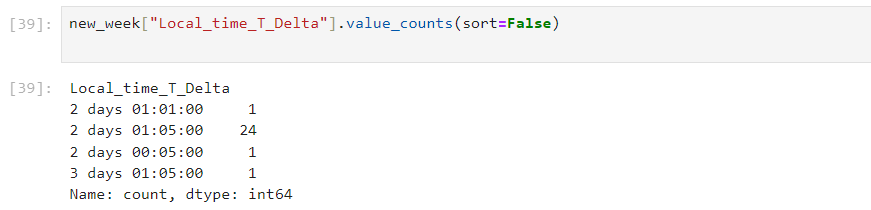 [39]: new_week["Local_time_T_Delta"].value_counts(sort=False)
[39]: Local_time_T_Delta
2 days 01:01:00     1
2 days 01:05:00    24
2 days 00:05:00     1
3 days 01:05:00     1
Name: count, dtype: int64